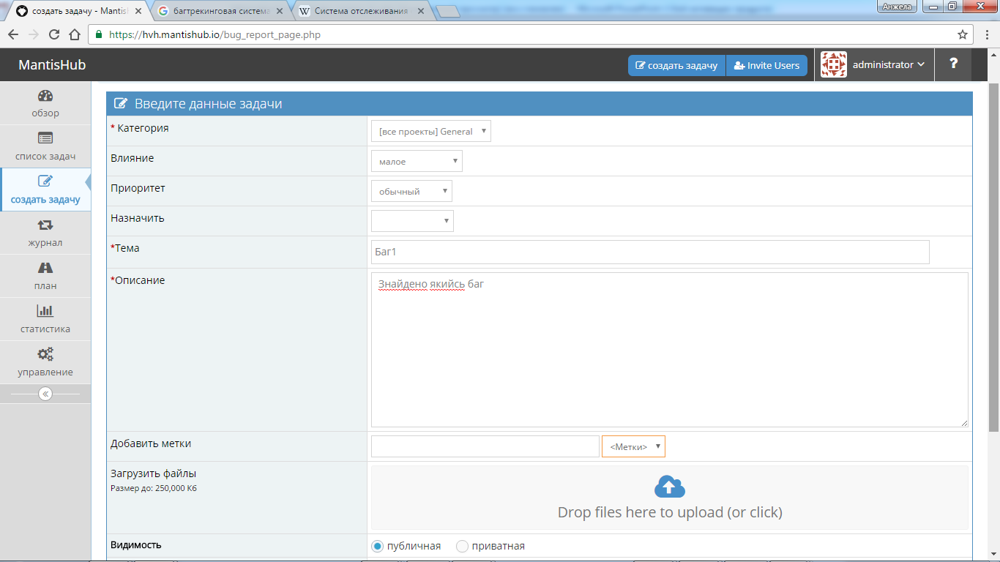 создать задачу - Mantis
багтрекинговая система
Система отслеживания
Анжела
https://hvh.mantishub.io/bug_report_page.php
MantisHub
создать задачу
Invite Users
administrator
?
обзор
список задач
создать задачу
журнал
план
статистика
управление
Введите данные задачи
* Категория
[все проекты] General
Влияние
малое
Приоритет
обычный
Назначить
*Тема
Баг1
*Описание
Знайдено якийсь баг
Добавить метки
<Метки>
Загрузить файлы
Размер до: 250,000 Кб
Drop files here to upload (or click)
Видимость
публичная
приватная